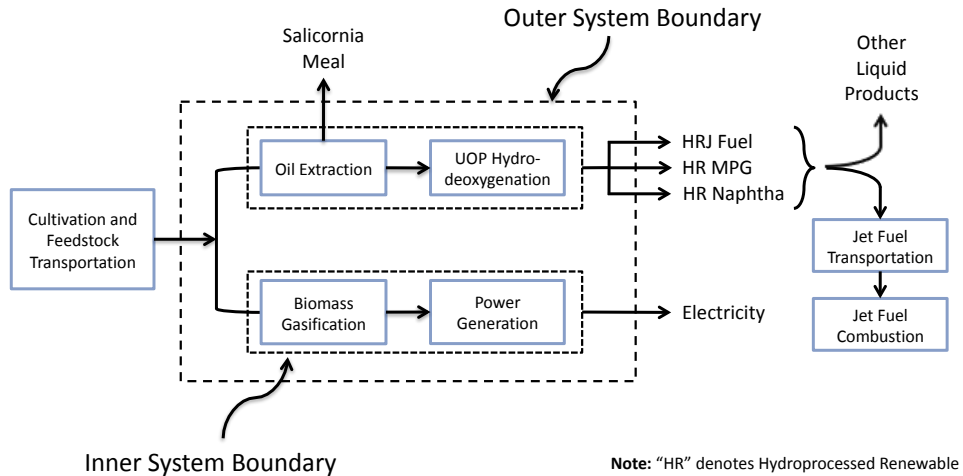 Outer System Boundary
Salicornia
Meal
Other
Liquid
Products
Oil Extraction
UOP Hydro-
deoxygenation
HRJ Fuel
HR MPG
HR Naphtha
Cultivation and
Feedstock
Transportation
Jet Fuel
Transportation
Biomass
Gasification
Power
Generation
Electricity
Jet Fuel
Combustion
Inner System Boundary
Note: “HR” denotes Hydroprocessed Renewable